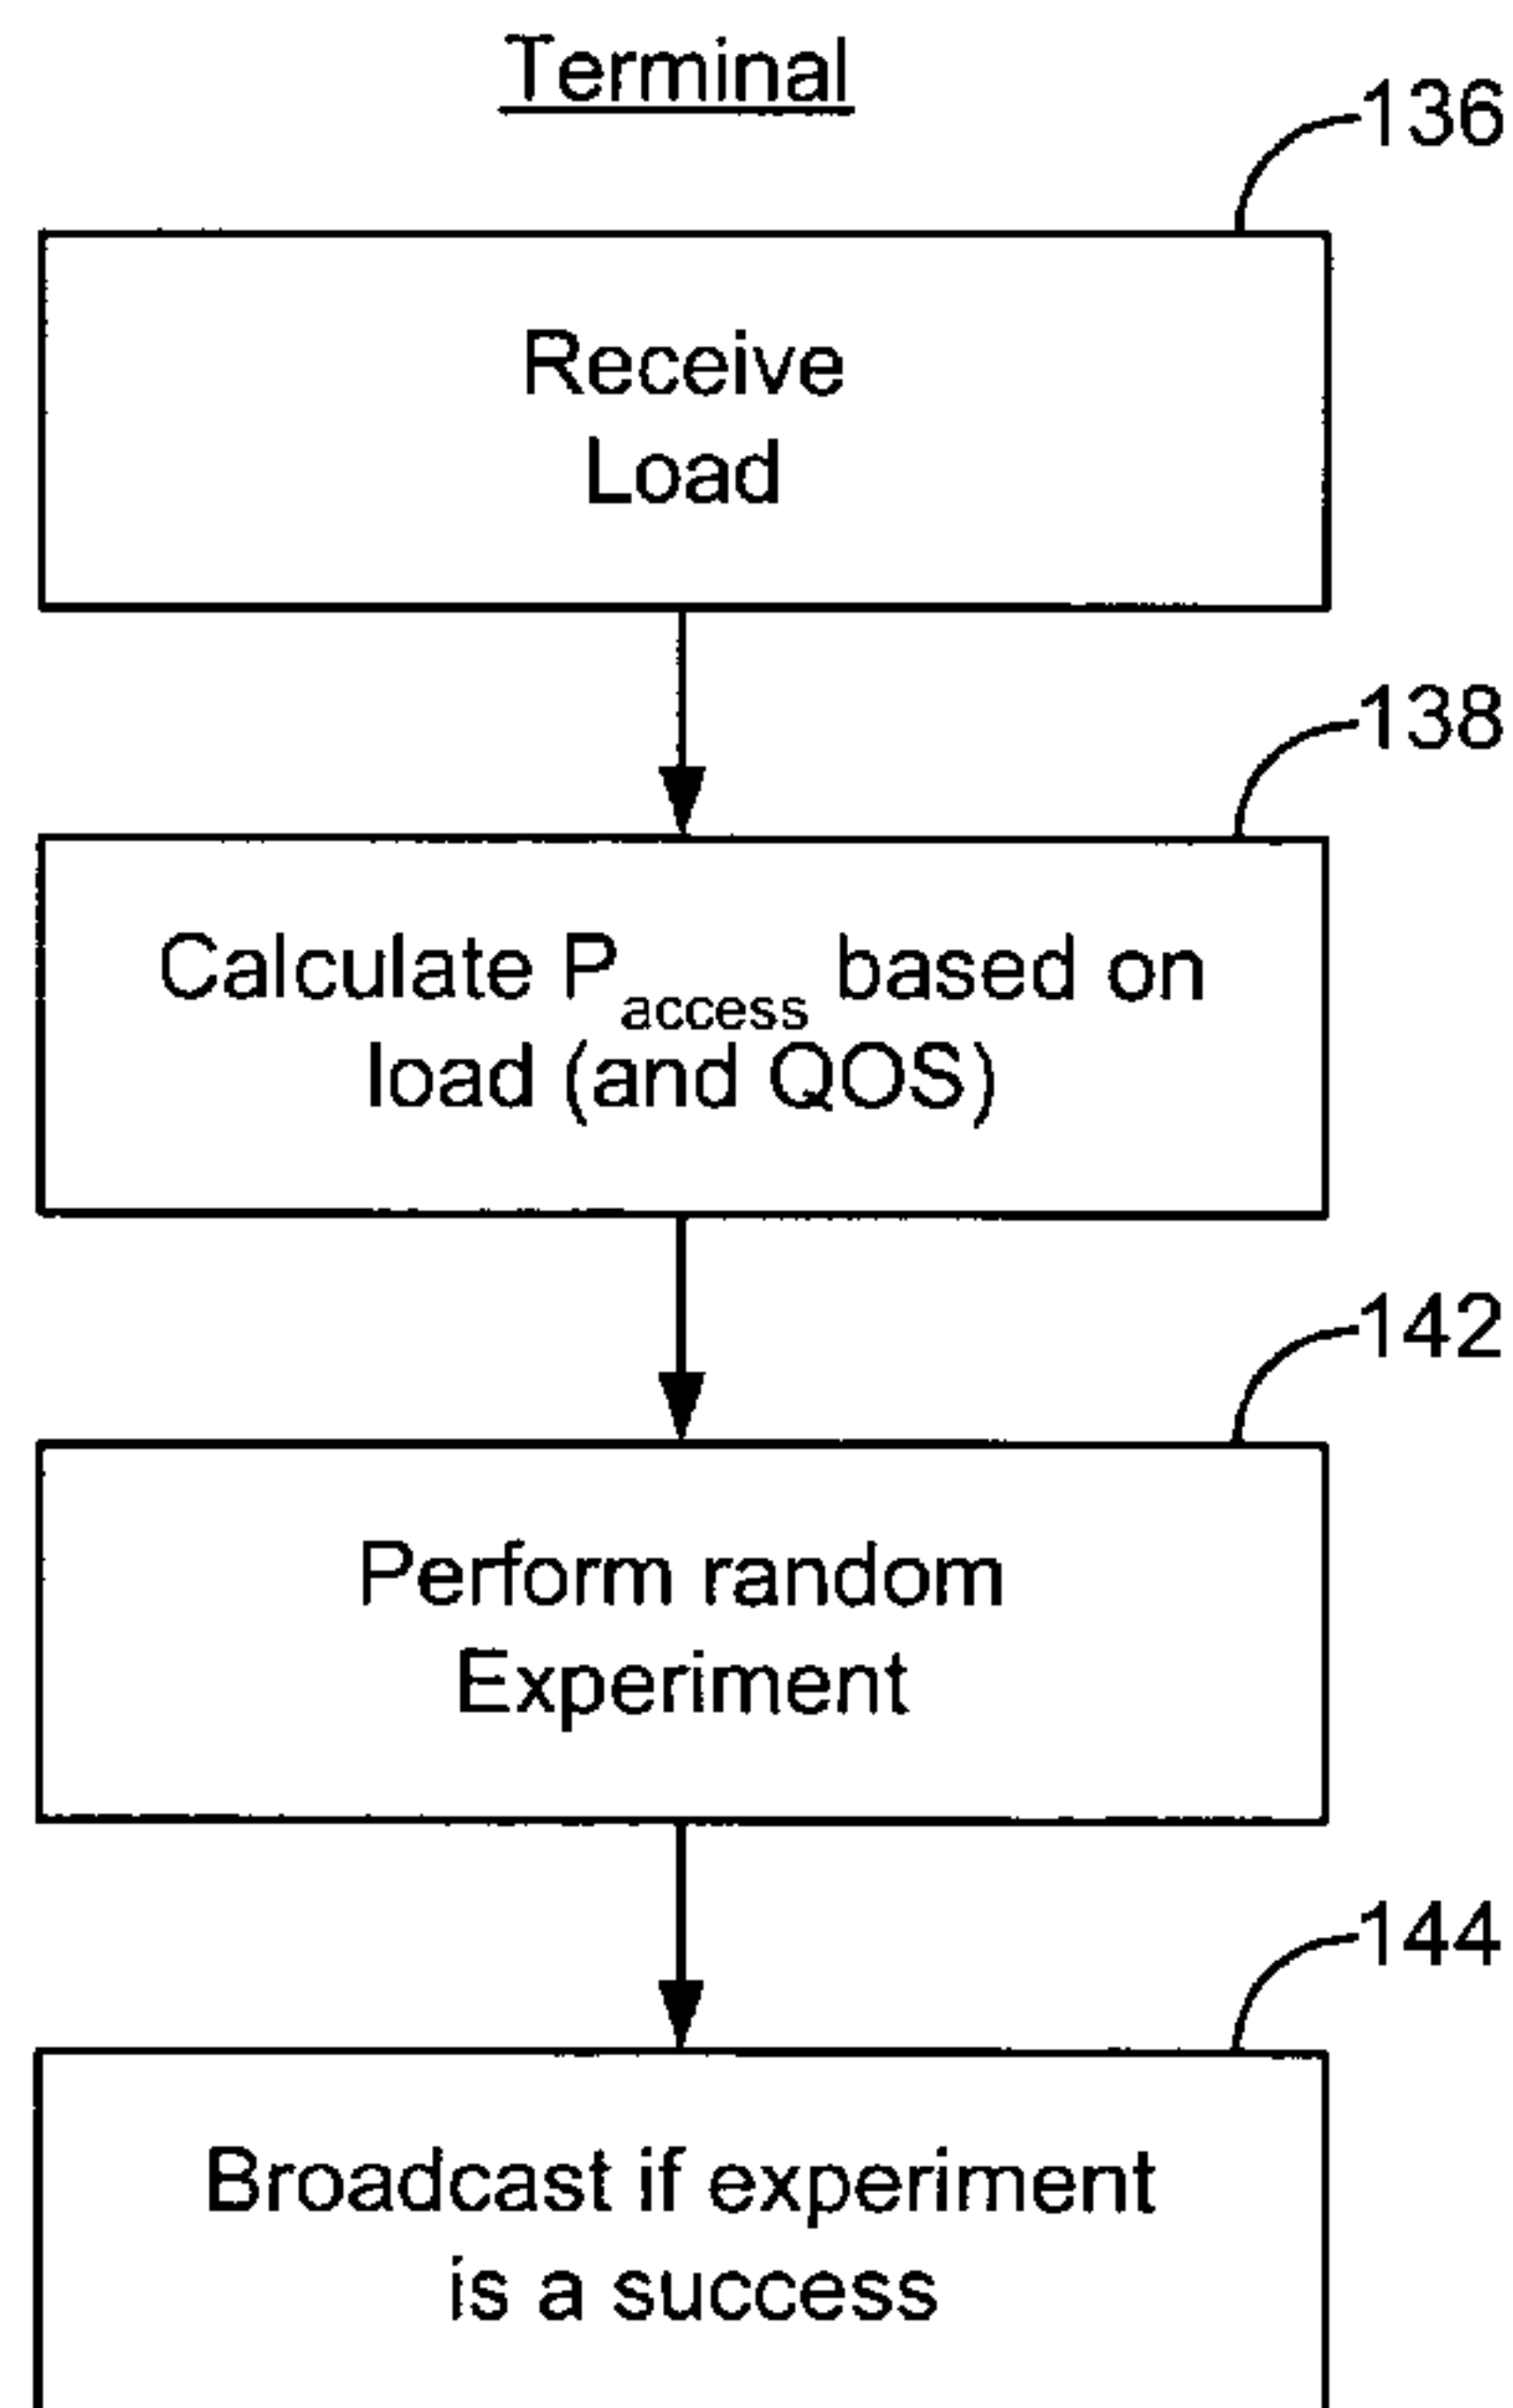 Terminal
136
Receive
Load
138
Calculate Paccess based on
load (and QOS)
142
Perform random
Experiment
144
Broadcast if experiment
is a success